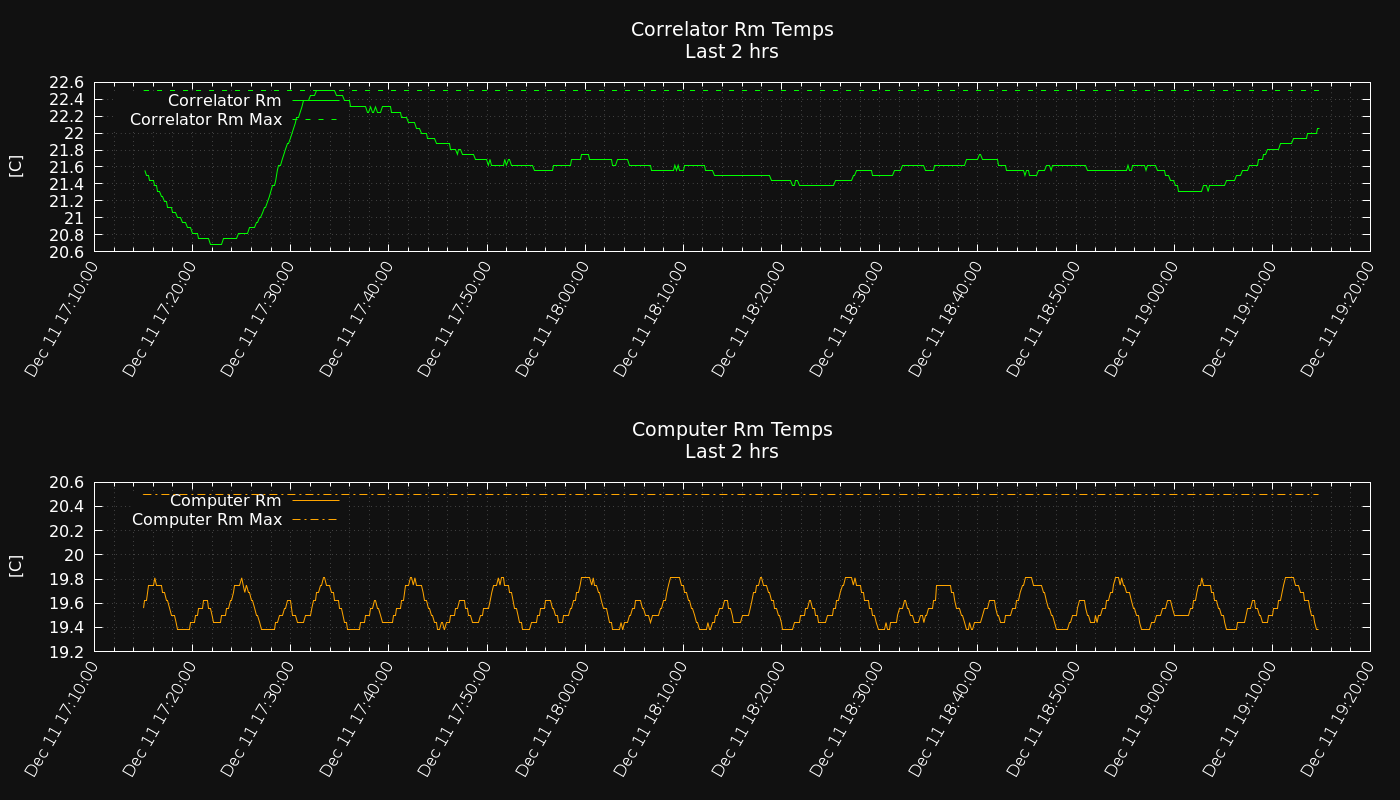 Correlator Rm Temps
Last 2 hrs
[C]
22.6
22.4
22.2
22
21.8
21.6
21.4
21.2
21
20.8
20.6
Correlator Rm
Correlator Rm Max
Dec 11 17:10:00
Dec 11 17:20:00
Dec 11 17:30:00
Dec 11 17:40:00
Dec 11 17:50:00
Dec 11 18:00:00
Dec 11 18:10:00
Dec 11 18:20:00
Dec 11 18:30:00
Dec 11 18:40:00
Dec 11 18:50:00
Dec 11 19:00:00
Dec 11 19:10:00
Dec 11 19:20:00
Computer Rm Temps
Last 2 hrs
[C]
20.6
20.4
20.2
20
19.8
19.6
19.4
19.2
Computer Rm
Computer Rm Max
Dec 11 17:10:00
Dec 11 17:20:00
Dec 11 17:30:00
Dec 11 17:40:00
Dec 11 17:50:00
Dec 11 18:00:00
Dec 11 18:10:00
Dec 11 18:20:00
Dec 11 18:30:00
Dec 11 18:40:00
Dec 11 18:50:00
Dec 11 19:00:00
Dec 11 19:10:00
Dec 11 19:20:00